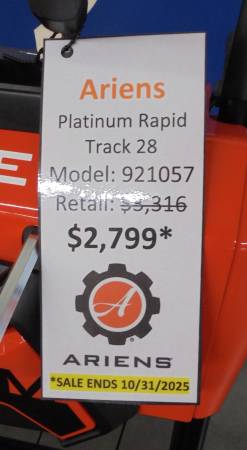 Ariens
Platinum Rapid
Track 28
Model: 921057
Retail: $3,316
$2,799*
A
ARIENS
*SALE ENDS 10/31/2025
E